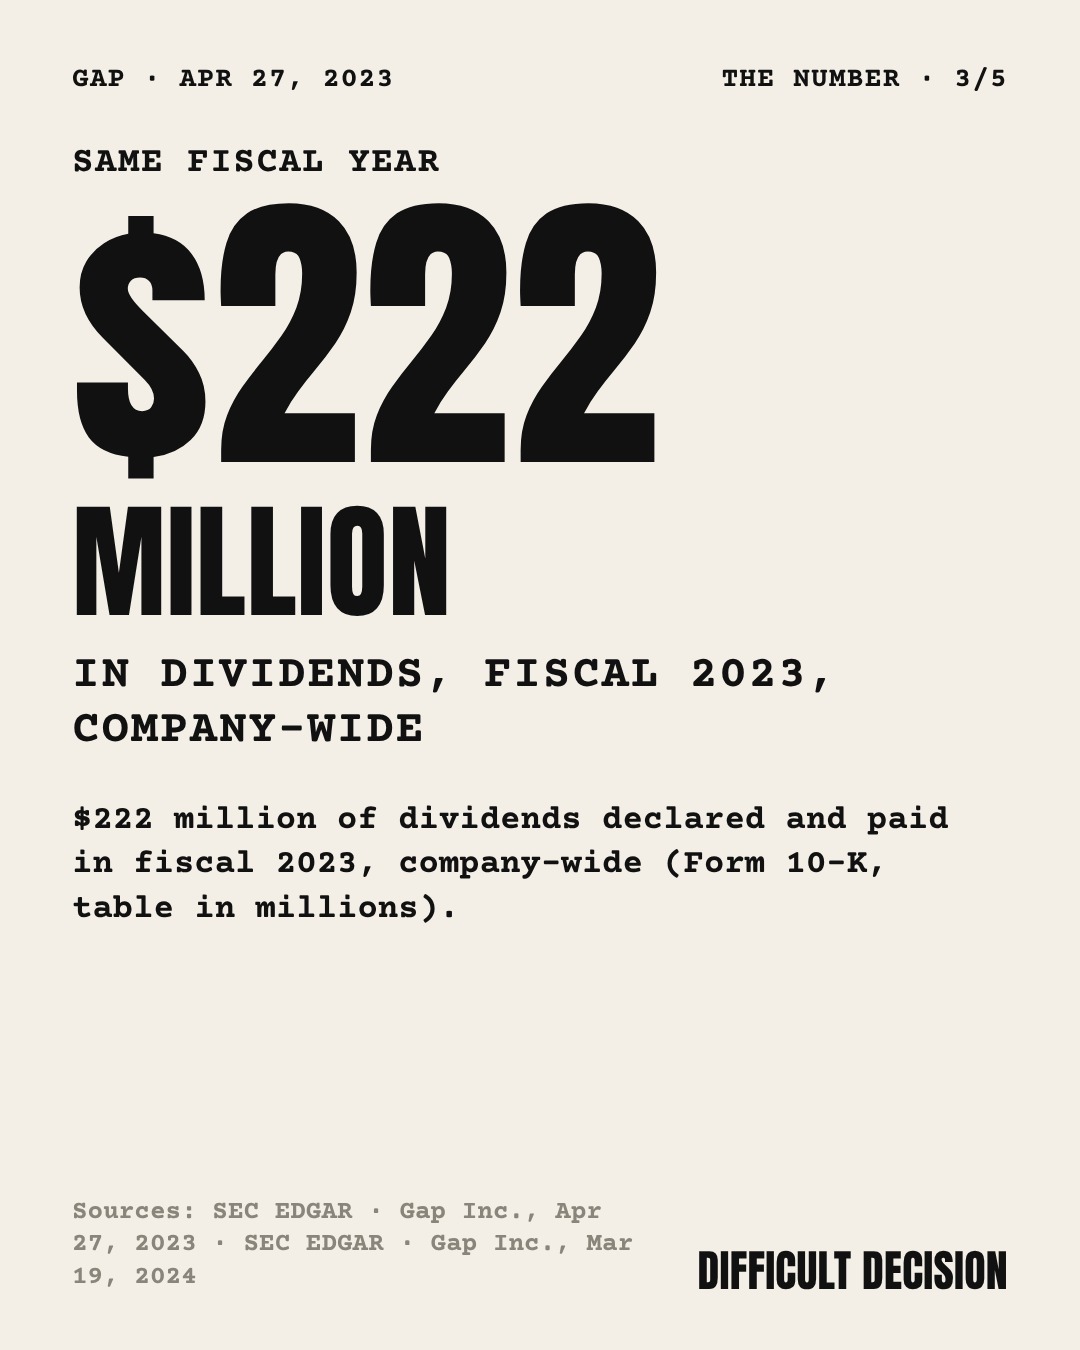 GAP · APR 27, 2023
THE NUMBER · 3/5
SAME FISCAL YEAR
$222
MILLION
IN DIVIDENDS, FISCAL 2023,
COMPANY-WIDE
$222 million of dividends declared and paid
in fiscal 2023, company-wide (Form 10-K,
table in millions).
Sources: SEC EDGAR · Gap Inc., Apr
27, 2023 · SEC EDGAR · Gap Inc., Mar
19, 2024
DIFFICULT DECISION